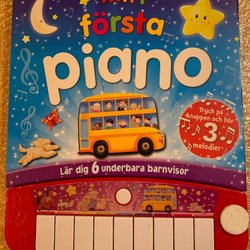 första
piano
Tryck på
knappen och hör
3
melodier
Lär dig 6 underbara barnvisor